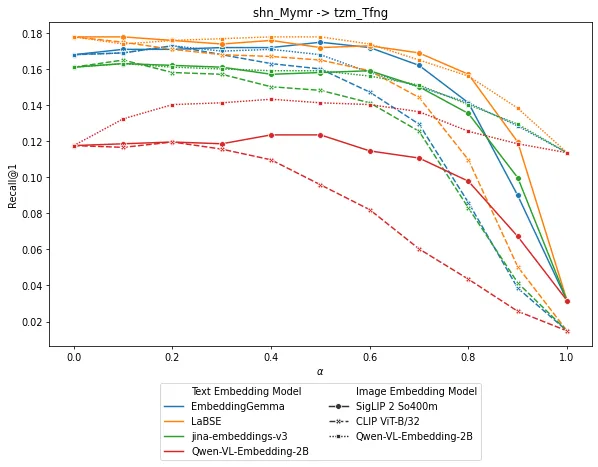 shn_Mymr -> tzm_Tfng
Recall@1
0.18
0.16
0.14
0.12
0.10
0.08
0.06
0.04
0.02
0.0 0.2 0.4 0.6 0.8 1.0
α
Text Embedding Model
EmbeddingGemma
LaBSE
jina-embeddings-v3
Qwen-VL-Embedding-2B
Image Embedding Model
SigLIP 2 So400m
CLIP ViT-B/32
Qwen-VL-Embedding-2B